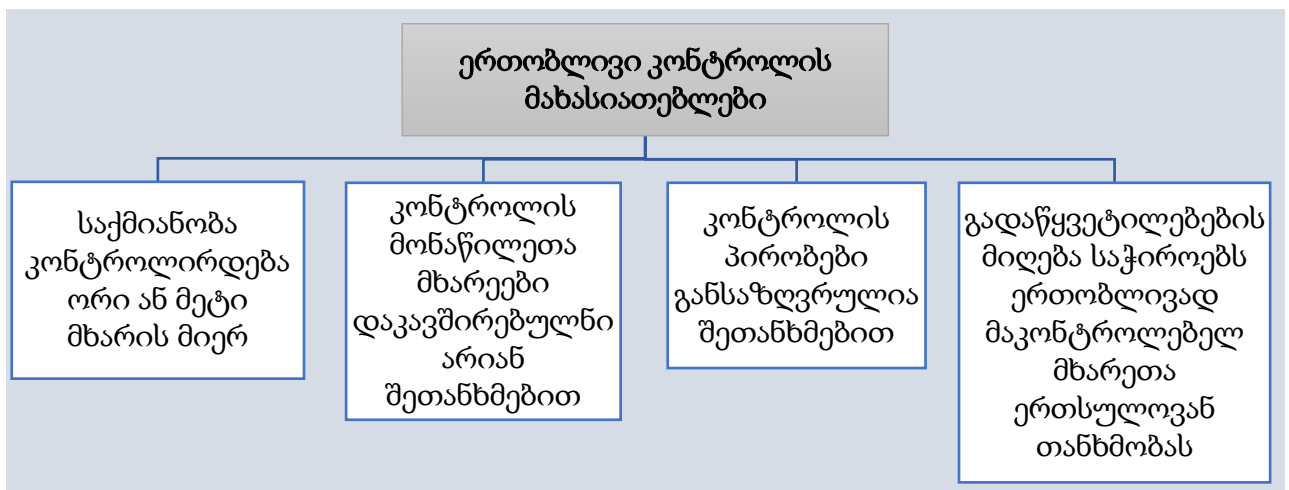 ერთობლივი კონტროლის
მახასიათებლები
საქმიანობა
კონტროლირდება
ორი ან მეტი
მხარის მიერ
კონტროლის
მონაწილეთა
მხარეები
დაკავშირებულნი
არიან
შეთანხმებით
კონტროლის
პირობები
განსაზღვრულია
შეთანხმებით
გადაწყვეტილებების
მიღება საჭიროებს
ერთობლივად
მაკონტროლებელ
მხარეთა
ერთსულოვან
თანხმობას